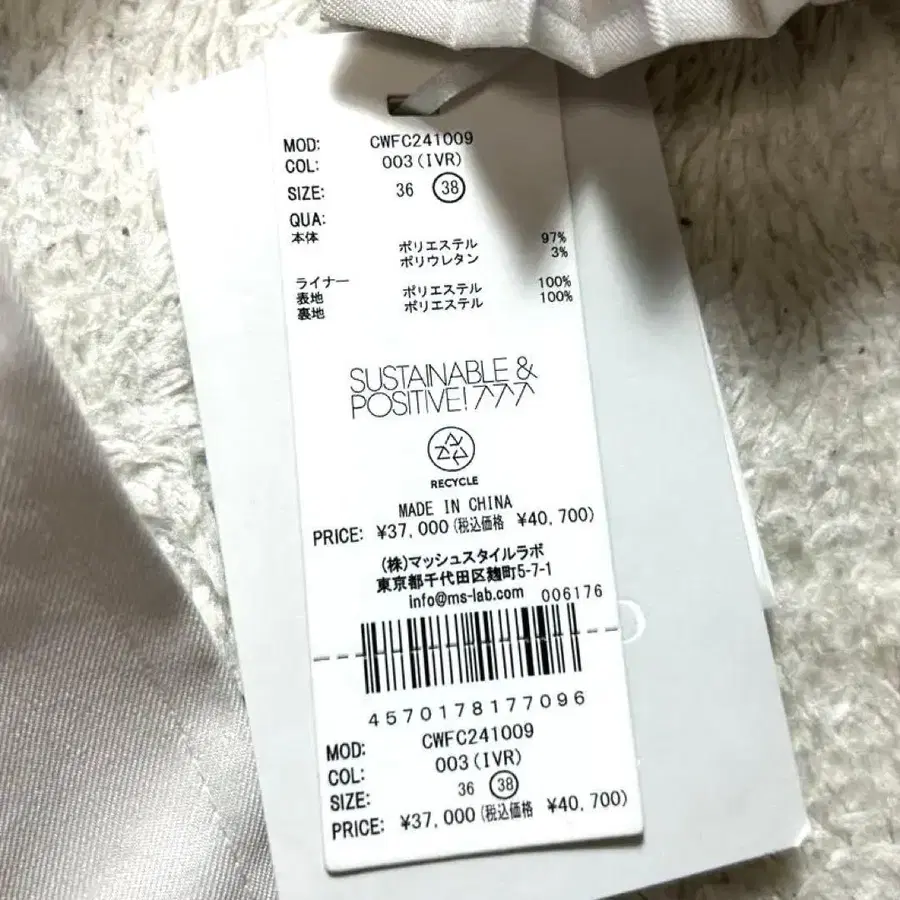 MOD: CWFC241009
COL: 003(IVR)
SIZE: 36 38
QUA:
本体 ポリエステル 97%
ポリウレタン 3%
ライナー
表地 ポリエステル 100%
裏地 ポリエステル 100%
SUSTAINABLE &
POSITIVE!
RECYCLE
MADE IN CHINA
PRICE: ¥37,000(税込価格 ¥40,700)
(株)マッシュスタイルラボ
東京都千代田区麹町5-7-1
info@ms-lab.com 006176
4570178177096
MOD: CWFC241009
COL: 003(IVR)
SIZE: 36 38
PRICE: ¥37,000(税込価格 ¥40,700)